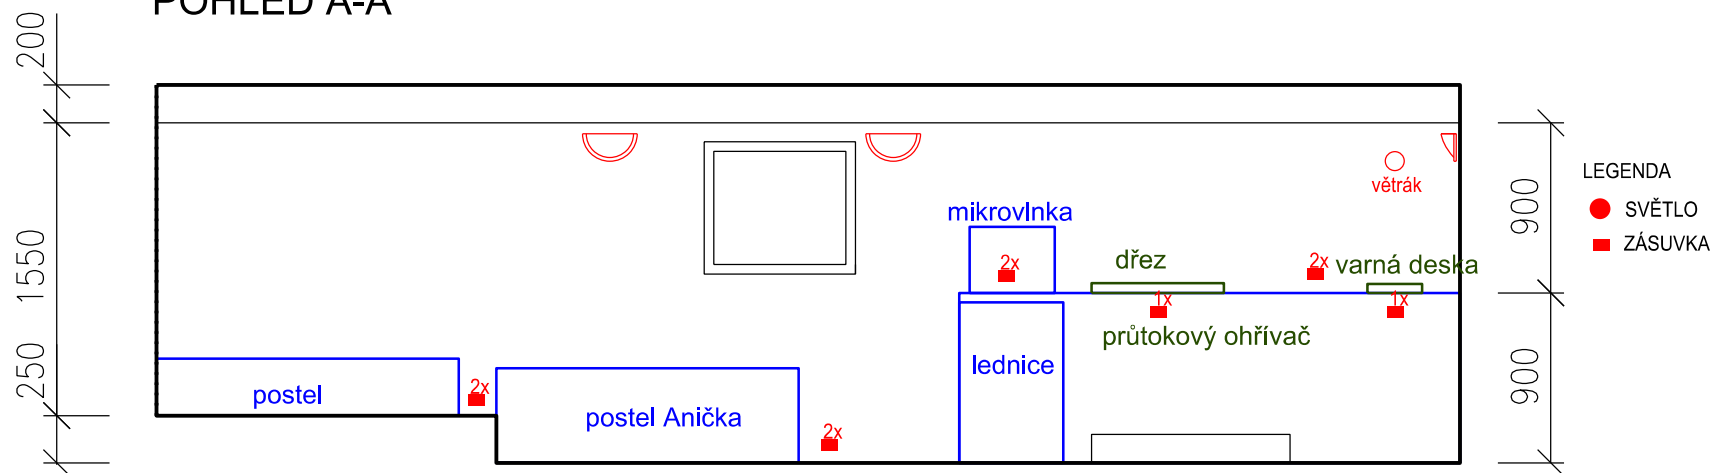 POHLED A-A
200
1550
250
mikrovlnka
2x
dřez
2x
varná deska
větrák
1x
1x
průtokový ohřívač
lednice
postel
2x
postel Anička
2x
900
900
LEGENDA
SVĚTLO
ZÁSUVKA